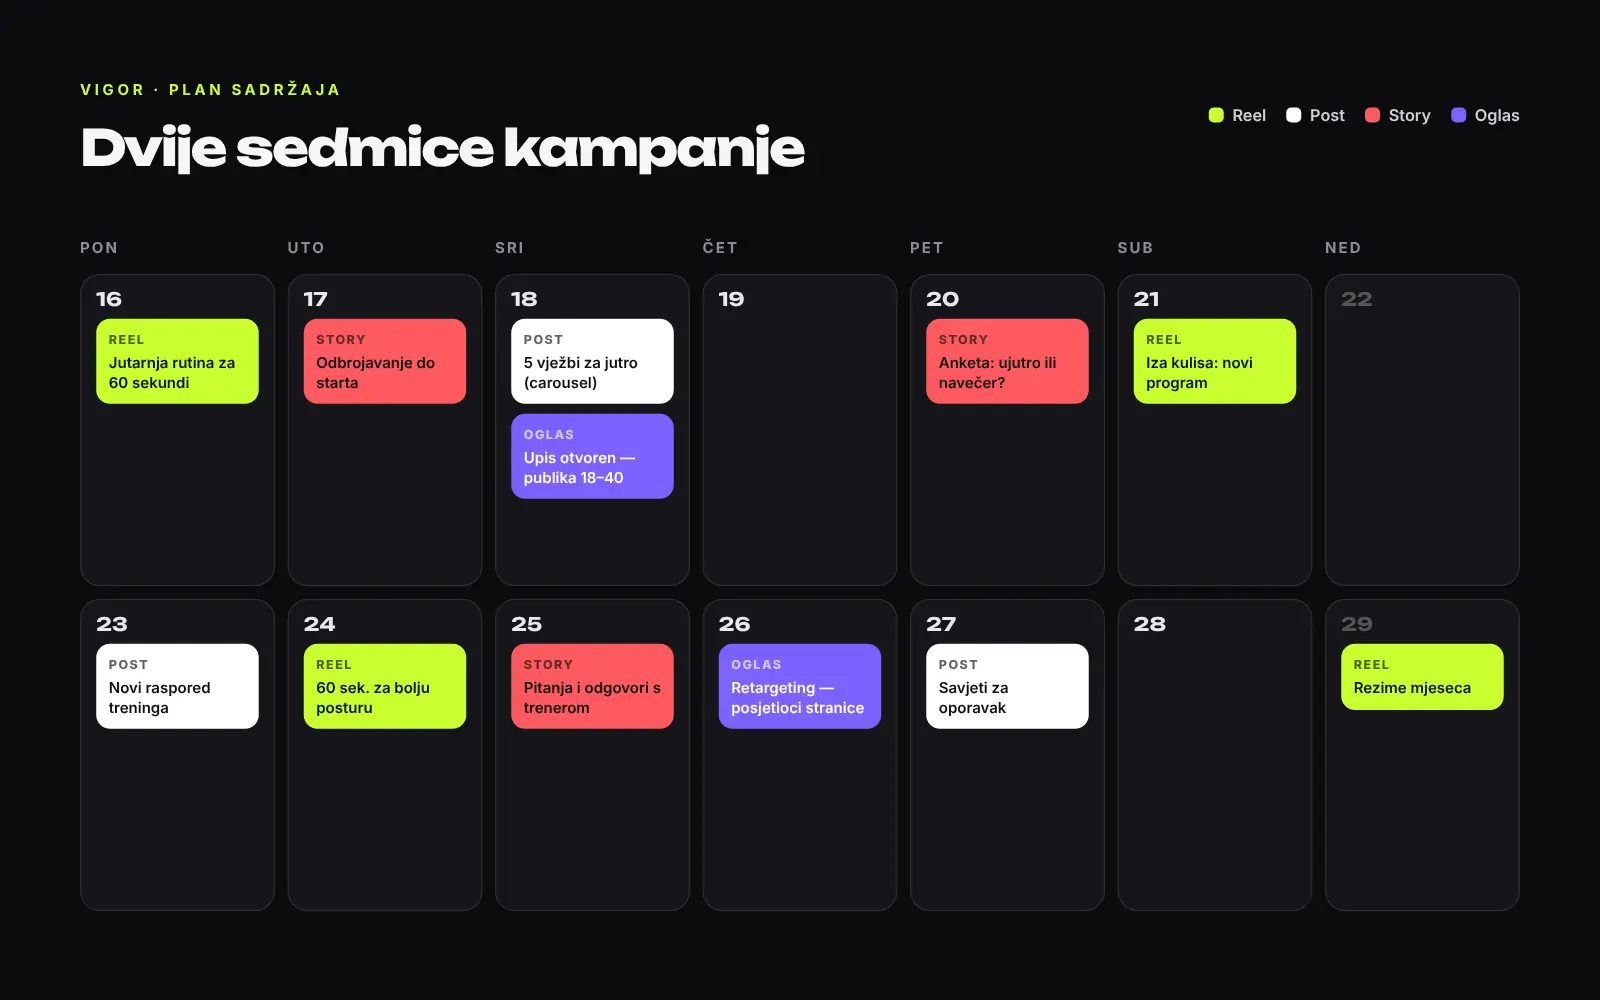 VIGOR · PLAN SADRŽAJA
Dvije sedmice kampanje
Reel
Post
Story
Oglas
PON
UTO
SRI
ČET
PET
SUB
NED
16
REEL
Jutarnja rutina za
60 sekundi
17
STORY
Odbrojavanje do
starta
18
POST
5 vježbi za jutro
(carousel)
OGLAS
Upis otvoren —
publika 18–40
19
20
STORY
Anketa: ujutro ili
navečer?
21
REEL
Iza kulisa: novi
program
22
23
POST
Novi raspored
treninga
24
REEL
60 sek. za bolju
posturu
25
STORY
Pitanja i odgovori s
trenerom
26
OGLAS
Retargeting —
posjetioci stranice
27
POST
Savjeti za
oporavak
28
29
REEL
Rezime mjeseca